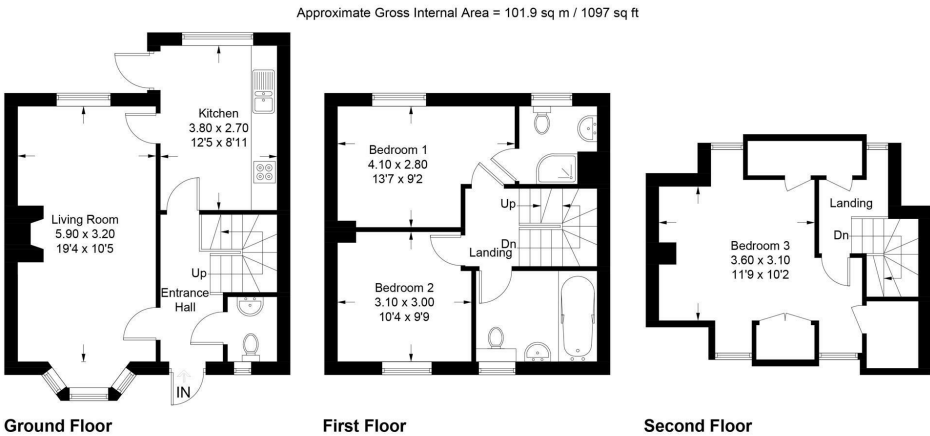 Approximate Gross Internal Area = 101.9 sq m / 1097 sq ft
Kitchen
3.80 x 2.70
12'5 x 8'11
Living Room
5.90 x 3.20
19'4 x 10'5
Up
Entrance
Hall
IN
Ground Floor
Bedroom 1
4.10 x 2.80
13'7 x 9'2
Up
Dn
Landing
Bedroom 2
3.10 x 3.00
10'4 x 9'9
First Floor
Landing
Dn
Bedroom 3
3.60 x 3.10
11'9 x 10'2
Second Floor